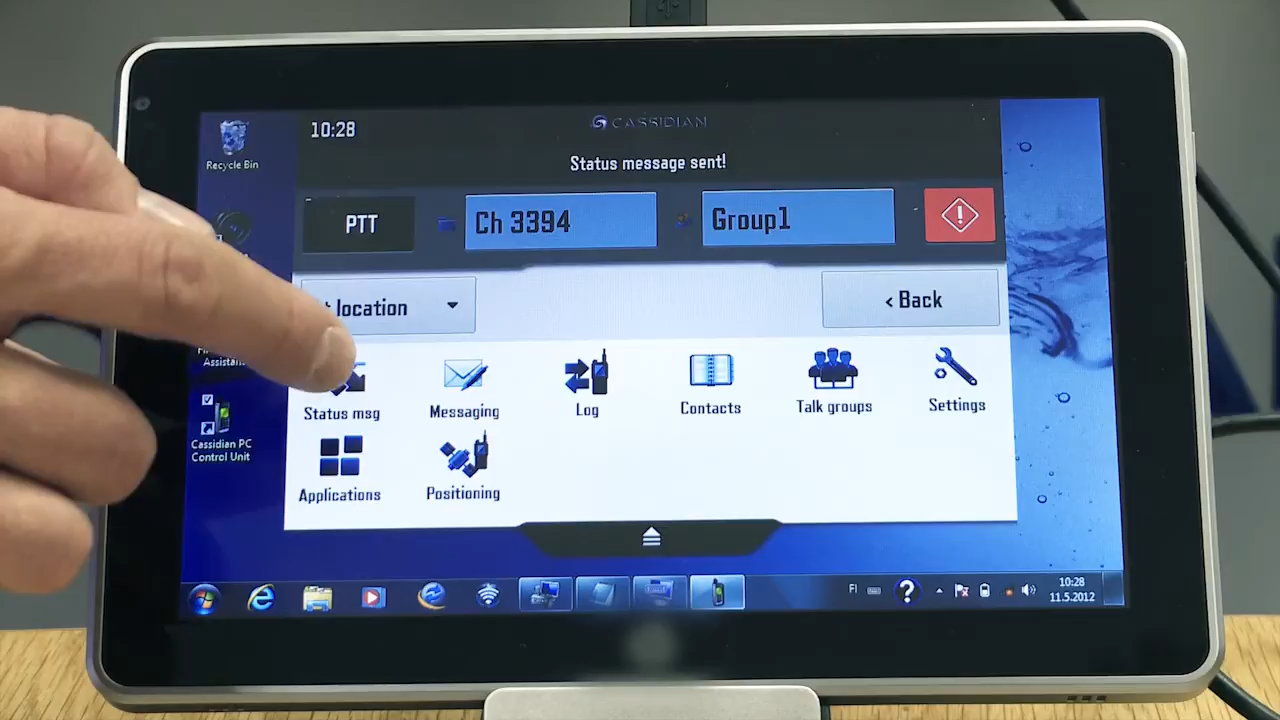 Recycle Bin
10:28
CASSIDIAN
Status message sent!
PTT
Ch 3394
Group1
location
< Back
Assistant
Status msg
Messaging
Log
Contacts
Talk groups
Settings
Cassidian PC
Control Unit
Applications
Positioning
FI
10:28
11.5.2012